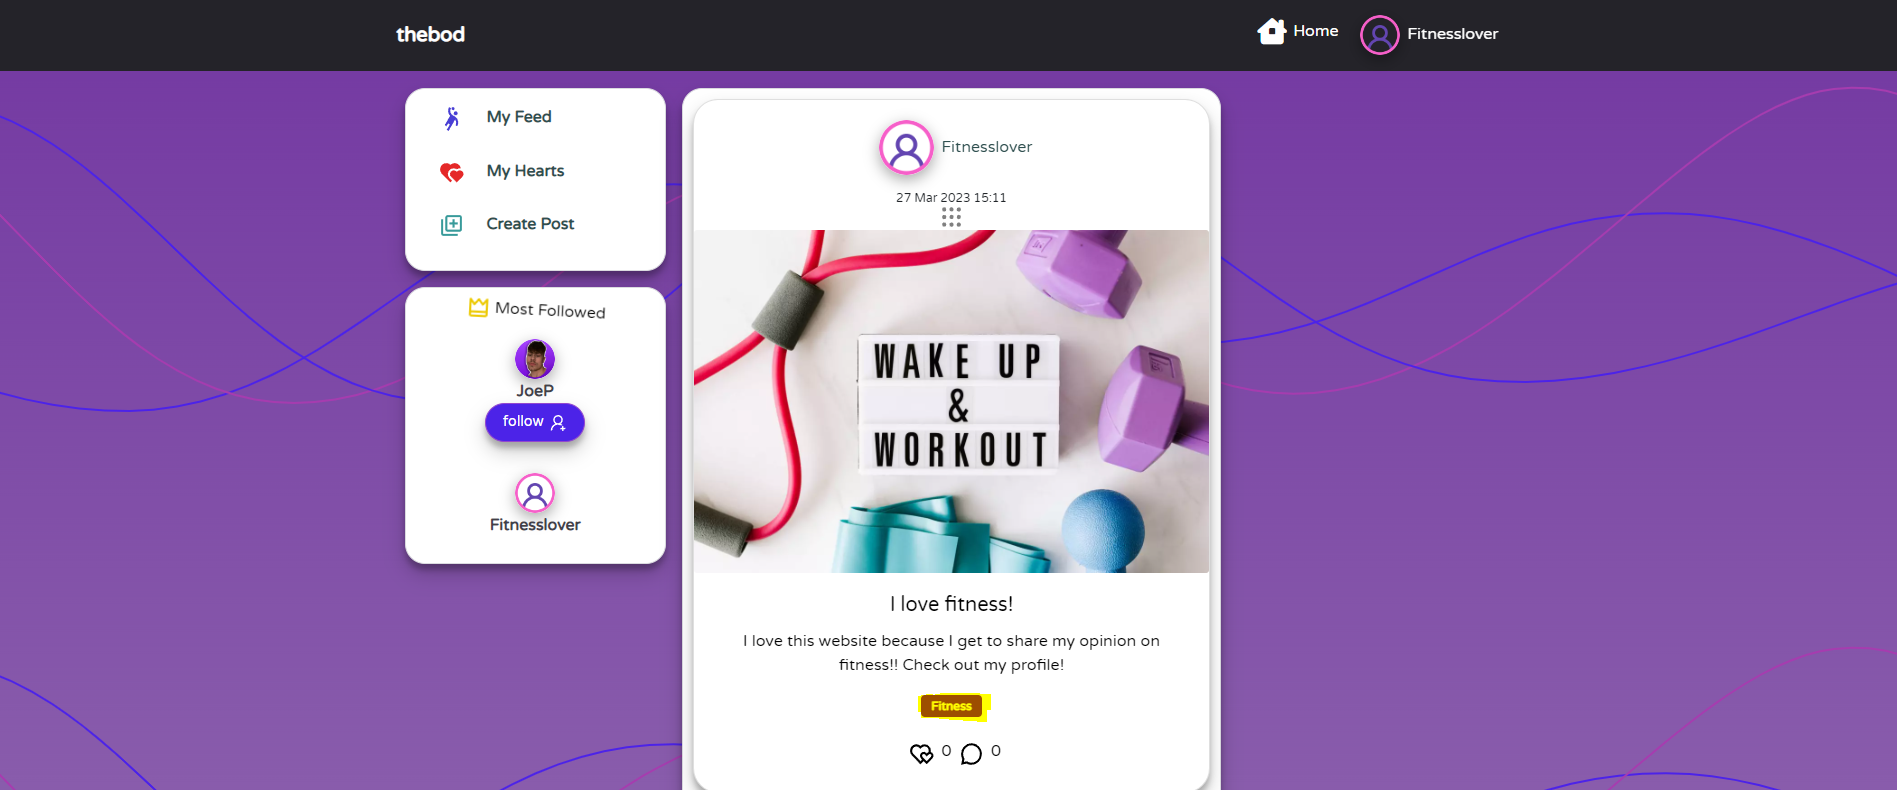 thebod
Home
Fitnesslover
My Feed
My Hearts
Create Post
Most Followed
JoeP
follow
Fitnesslover
Fitnesslover
27 Mar 2023 15:11
WAKE UP
&
WORKOUT
I love fitness!
I love this website because I get to share my opinion on
fitness!! Check out my profile!
Fitness
0 0